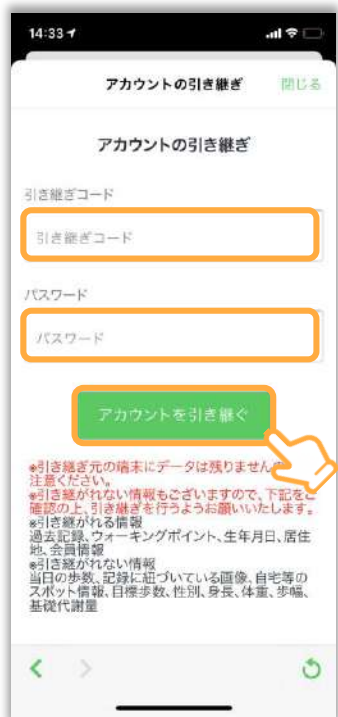 14:33
アカウントの引き継ぎ 閉じる
アカウントの引き継ぎ
引き継ぎコード
引き継ぎコード
パスワード
パスワード
アカウントを引き継ぐ
※引き継ぎ元の端末にデータは残りません
注意ください。
※引き継がれない情報もございますので、下記をご
確認の上、引き継ぎを行うようお願いいたします。
※引き継がれる情報
過去記録、ウォーキングポイント、生年月日、居住
地、会員情報
※引き継がれない情報
当日の歩数、記録に紐づいている画像、自宅等の
スポット情報、目標歩数、性別、身長、体重、歩幅、
基礎代謝量